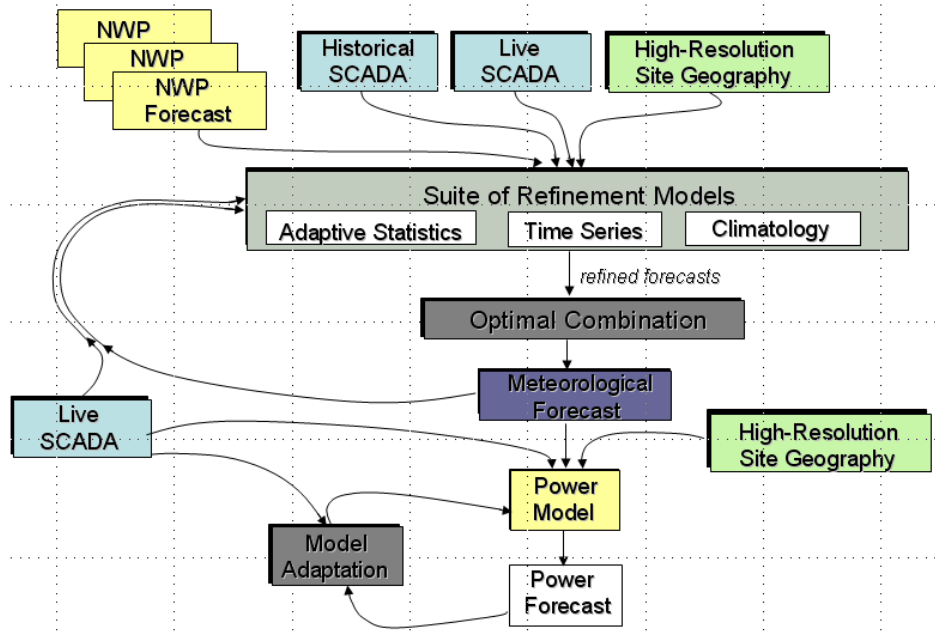 NWP
NWP
NWP
Forecast
Historical
SCADA
Live
SCADA
High-Resolution
Site Geography
Suite of Refinement Models
Adaptive Statistics
Time Series
Climatology
refined forecasts
Optimal Combination
Meteorological
Forecast
Live
SCADA
High-Resolution
Site Geography
Power
Model
Model
Adaptation
Power
Forecast